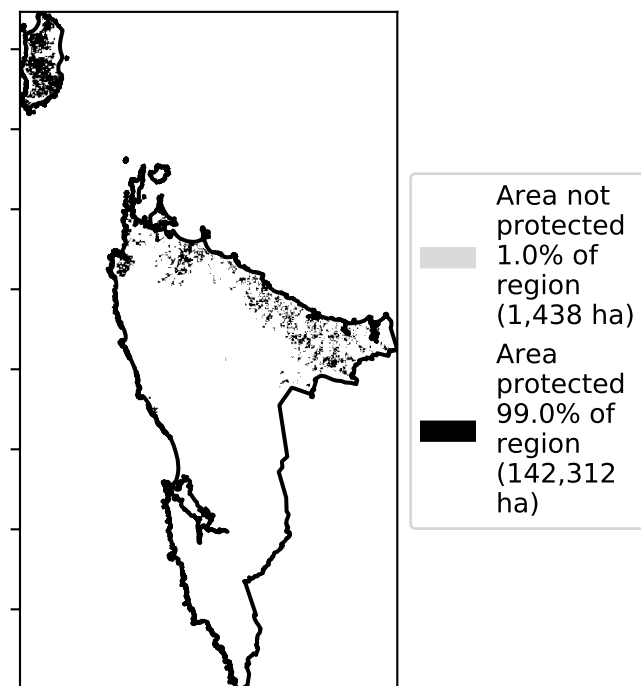 Area not
protected
1.0% of
region
(1,438 ha)
Area
protected
99.0% of
region
(142,312
ha)